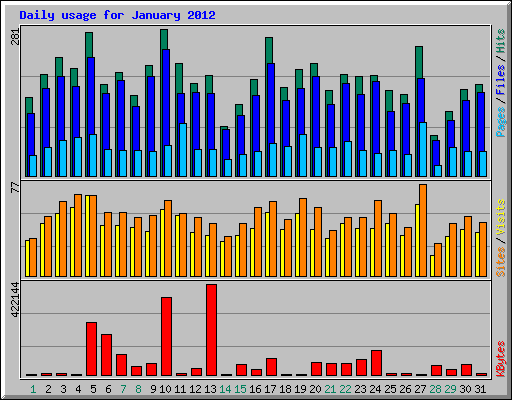 Daily usage for January 2012
281
Pages / Files / Hits
77
Sites / Visits
422144
KBytes
1 2 3 4 5 6 7 8 9 10 11 12 13 14 15 16 17 18 19 20 21 22 23 24 25 26 27 28 29 30 31